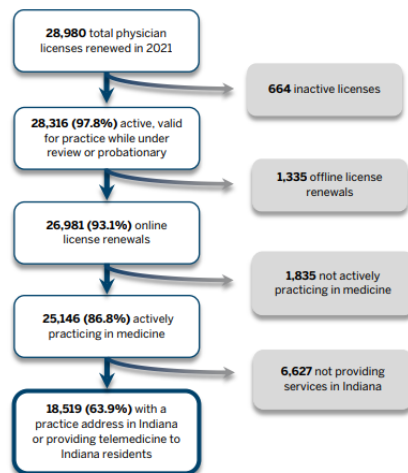 28,980 total physician
licenses renewed in 2021
664 inactive licenses
28,316 (97.8%) active, valid
for practice while under
review or probationary
1,335 offline license
renewals
26,981 (93.1%) online
license renewals
1,835 not actively
practicing in medicine
25,146 (86.8%) actively
practicing in medicine
6,627 not providing
services in Indiana
18,519 (63.9%) with a
practice address in Indiana
or providing telemedicine to
Indiana residents